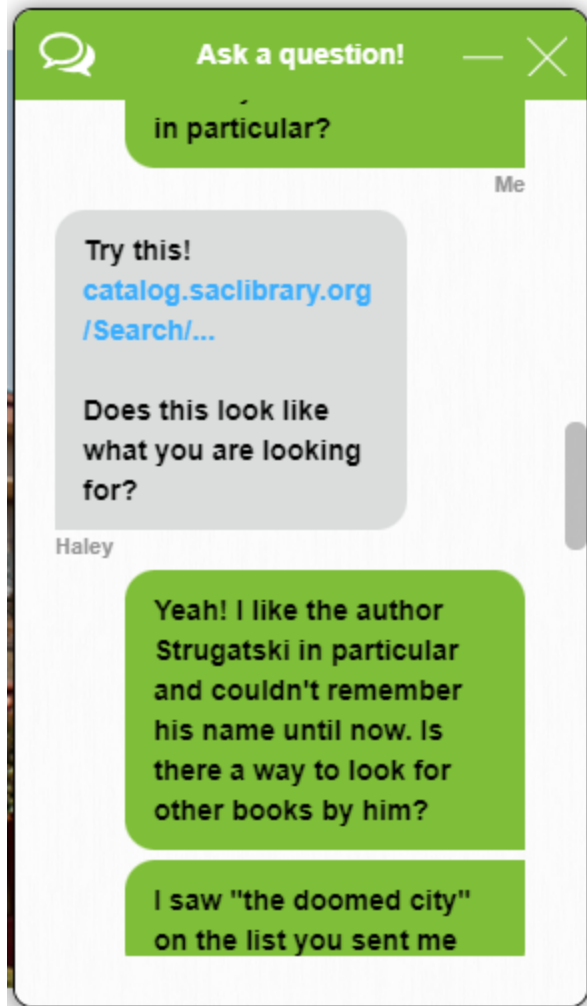 Ask a question!
in particular?
Me
Try this!
catalog.saclibrary.org
/Search/...
Does this look like
what you are looking
for?
Haley
Yeah! I like the author
Strugatski in particular
and couldn't remember
his name until now. Is
there a way to look for
other books by him?
I saw "the doomed city"
on the list you sent me